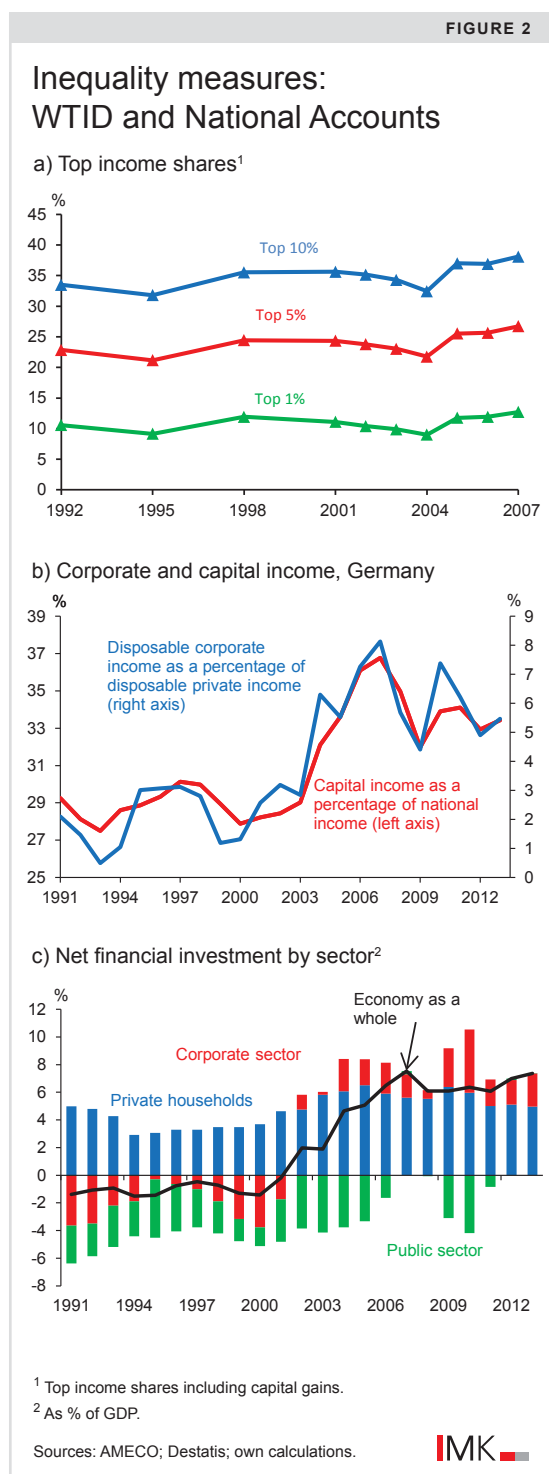 FIGURE 2
Inequality measures:
WTID and National Accounts
a) Top income shares1
%
45
40
35
30
25
20
15
10
5
0
Top 10%
Top 5%
Top 1%
1992 1995 1998 2001 2004 2007
b) Corporate and capital income, Germany
% %
39 9
37 8
35 7
33 6
31 5
29 4
27 3
25 2
1
0
Disposable corporate
income as a percentage of
disposable private income
(right axis)
Capital income as a
percentage of national
income (left axis)
1991 1994 1997 2000 2003 2006 2009 2012
c) Net financial investment by sector2
%
12
10
8
6
4
2
0
-2
-4
-6
-8
Economy as a
whole
Corporate sector
Private households
Public sector
1991 1994 1997 2000 2003 2006 2009 2012
1 Top income shares including capital gains.
2 As % of GDP.
Sources: AMECO; Destatis; own calculations.
IMK